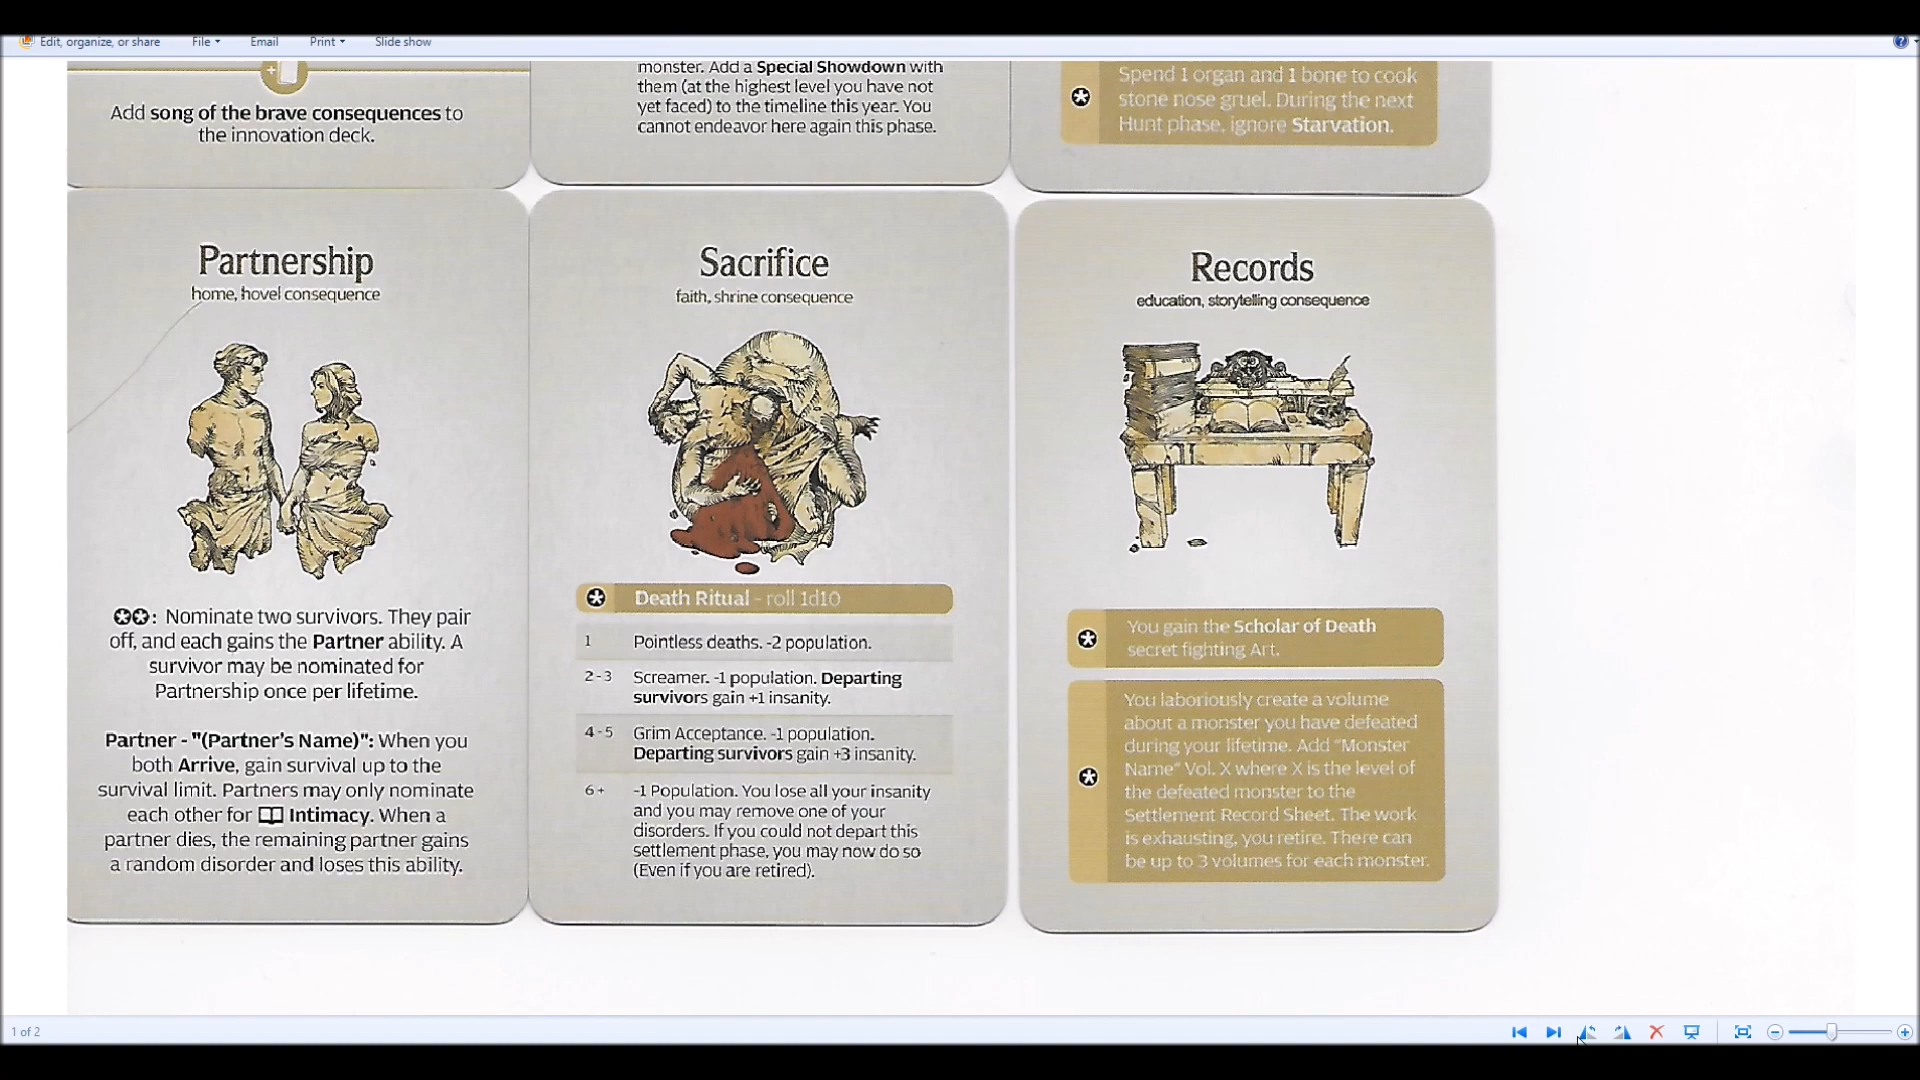 Edit, organize, or share File Email Print Slide show
Add song of the brave consequences to
the innovation deck.
monster. Add a Special Showdown with
them (at the highest level you have not
yet faced) to the timeline this year. You
cannot endeavor here again this phase.
Spend 1 organ and 1 bone to cook
stone nose gruel. During the next
Hunt phase, ignore Starvation.
Partnership
home, hovel consequence
: Nominate two survivors. They pair
off, and each gains the Partner ability. A
survivor may be nominated for
Partnership once per lifetime.
Partner - "(Partner's Name)": When you
both Arrive, gain survival up to the
survival limit. Partners may only nominate
each other for Intimacy. When a
partner dies, the remaining partner gains
a random disorder and loses this ability.
Sacrifice
faith, shrine consequence
Death Ritual - roll 1d10
1 Pointless deaths. -2 population.
2-3 Screamer. -1 population. Departing
survivors gain +1 insanity.
4-5 Grim Acceptance. -1 population.
Departing survivors gain +3 insanity.
6+ -1 Population. You lose all your insanity
and you may remove one of your
disorders. If you could not depart this
settlement phase, you may now do so
(Even if you are retired).
Records
education, storytelling consequence
You gain the Scholar of Death
secret fighting Art.
You laboriously create a volume
about a monster you have defeated
during your lifetime. Add "Monster
Name" Vol. X where X is the level of
the defeated monster to the
Settlement Record Sheet. The work
is exhausting, you retire. There can
be up to 3 volumes for each monster.
1 of 2